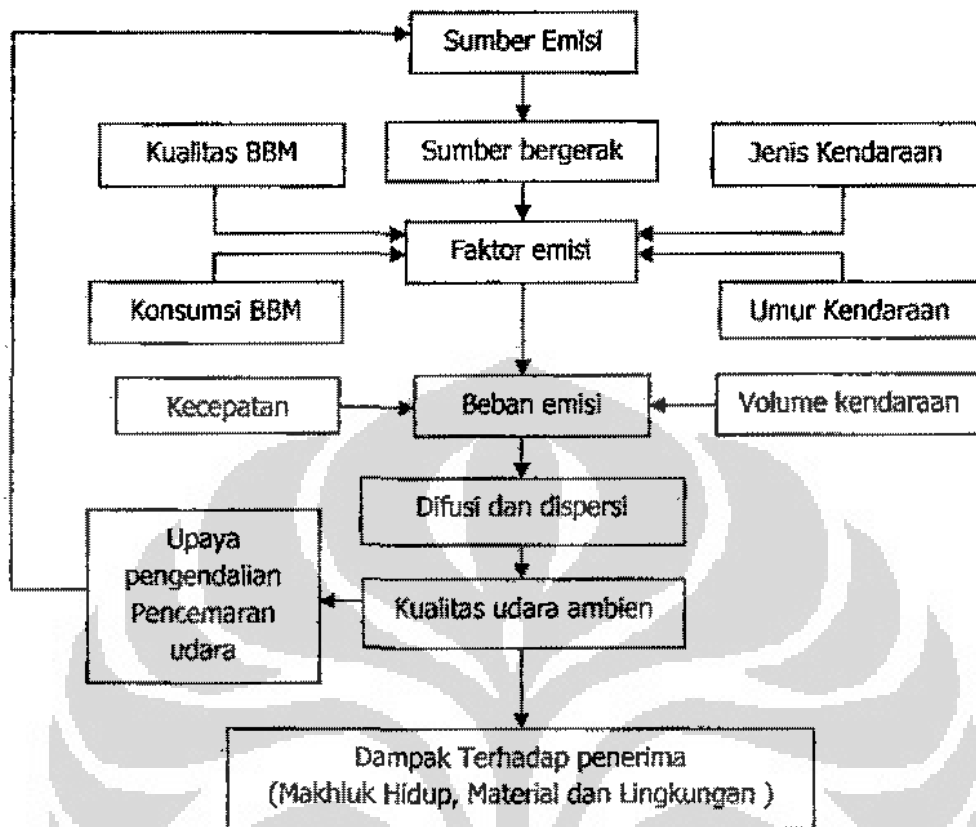 Sumber Emisi
Kualitas BBM
Sumber bergerak
Jenis Kendaraan
Faktor emisi
Konsumsi BBM
Umur Kendaraan
Kecepatan
Beban emisi
Volume kendaraan
Difusi dan dispersi
Upaya
pengendalian
Pencemaran
udara
Kualitas udara ambien
Dampak Terhadap penerima
(Makhluk Hidup, Material dan Lingkungan )